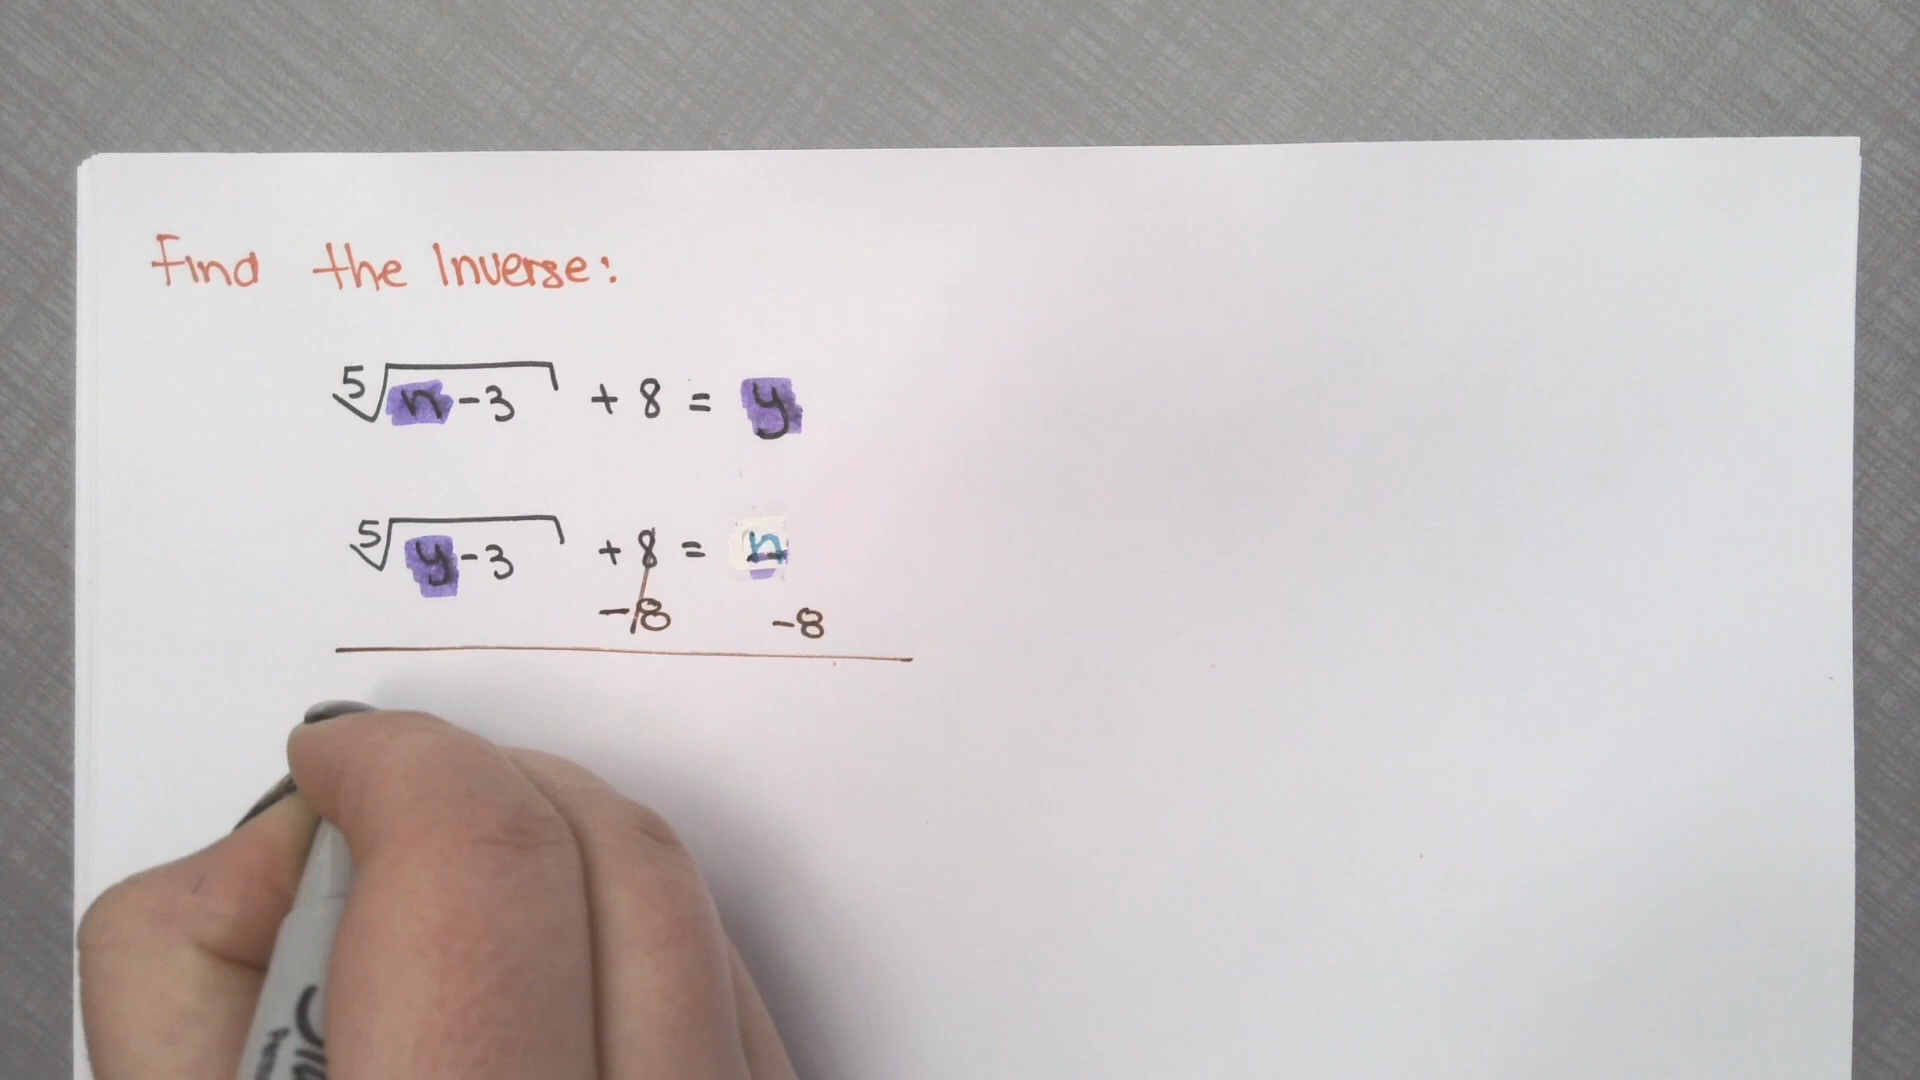 Find the Inverse:
⁵√(n-3) + 8 = y
⁵√(y-3) + 8 = n
-8 -8